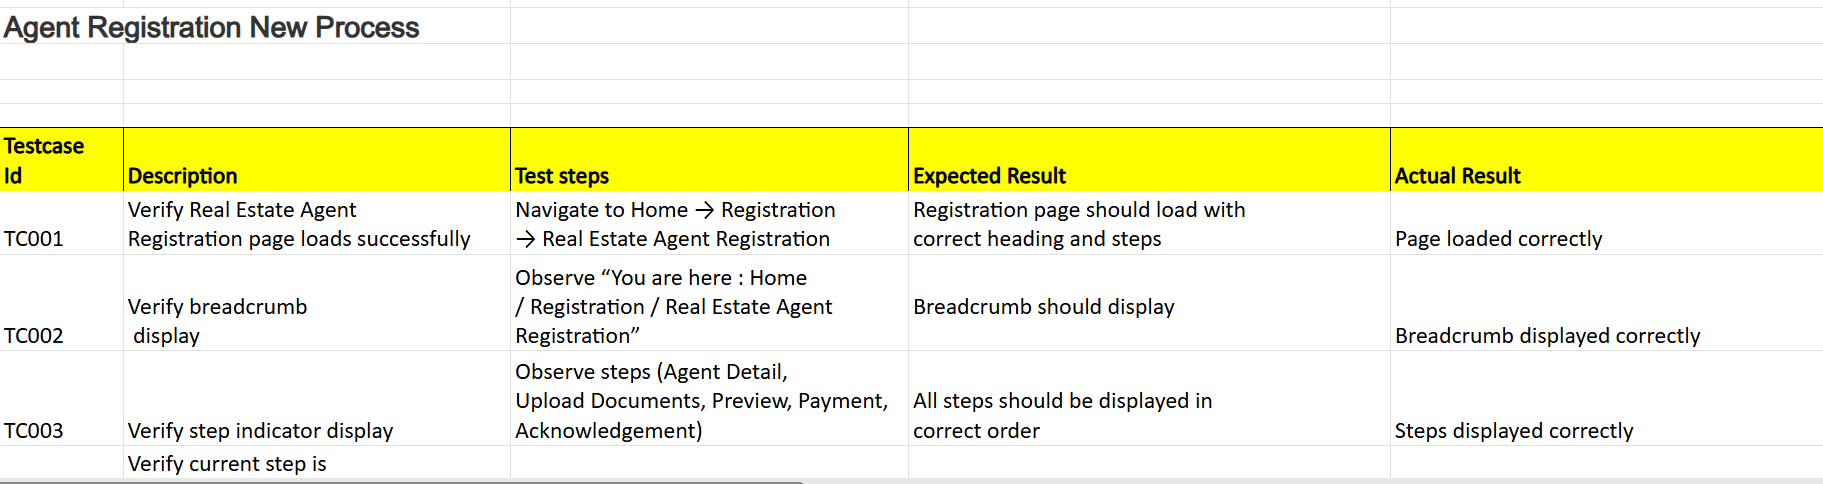 Agent Registration New Process
Testcase
Id
Description
Test steps
Expected Result
Actual Result
TC001
Verify Real Estate Agent
Registration page loads successfully
Navigate to Home → Registration
→ Real Estate Agent Registration
Registration page should load with
correct heading and steps
Page loaded correctly
TC002
Verify breadcrumb
display
Observe “You are here : Home
/ Registration / Real Estate Agent
Registration”
Breadcrumb should display
Breadcrumb displayed correctly
TC003
Verify step indicator display
Observe steps (Agent Detail,
Upload Documents, Preview, Payment,
Acknowledgement)
All steps should be displayed in
correct order
Steps displayed correctly
Verify current step is